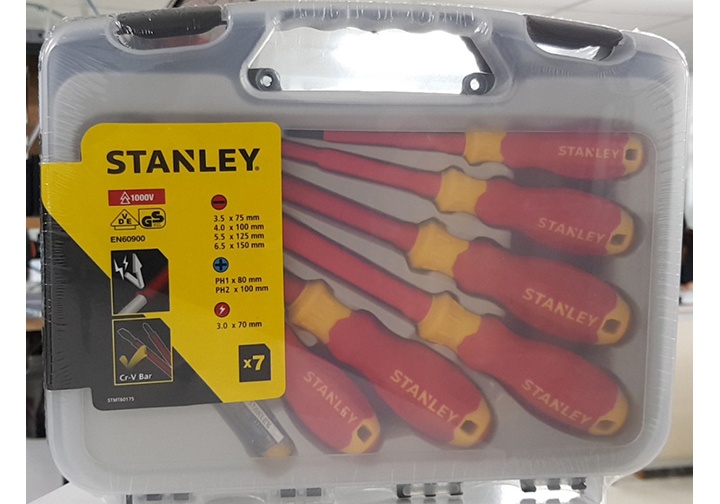 STANLEY®
1000V
VDE GS
EN60900
3.5 x 75 mm
4.0 x 100 mm
5.5 x 125 mm
6.5 x 150 mm
PH1 x 80 mm
PH2 x 100 mm
3.0 x 70 mm
x7
Cr-V Bar
STMT60175
STANLEY
STANLEY
STANLEY
STANLEY
STANLEY
STANLEY
STANLEY